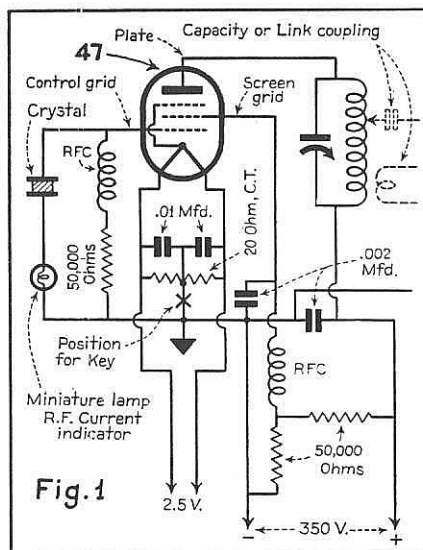 Plate
Capacity or Link coupling
47
Control grid
Screen grid
Crystal
RFC
.01 Mfd.
20 Ohm, C.T.
50,000 Ohms
.002 Mfd.
Position for Key
Miniature lamp
R.F. Current
indicator
RFC
50,000
Ohms
Fig.1
2.5 V.
– 350 V. +